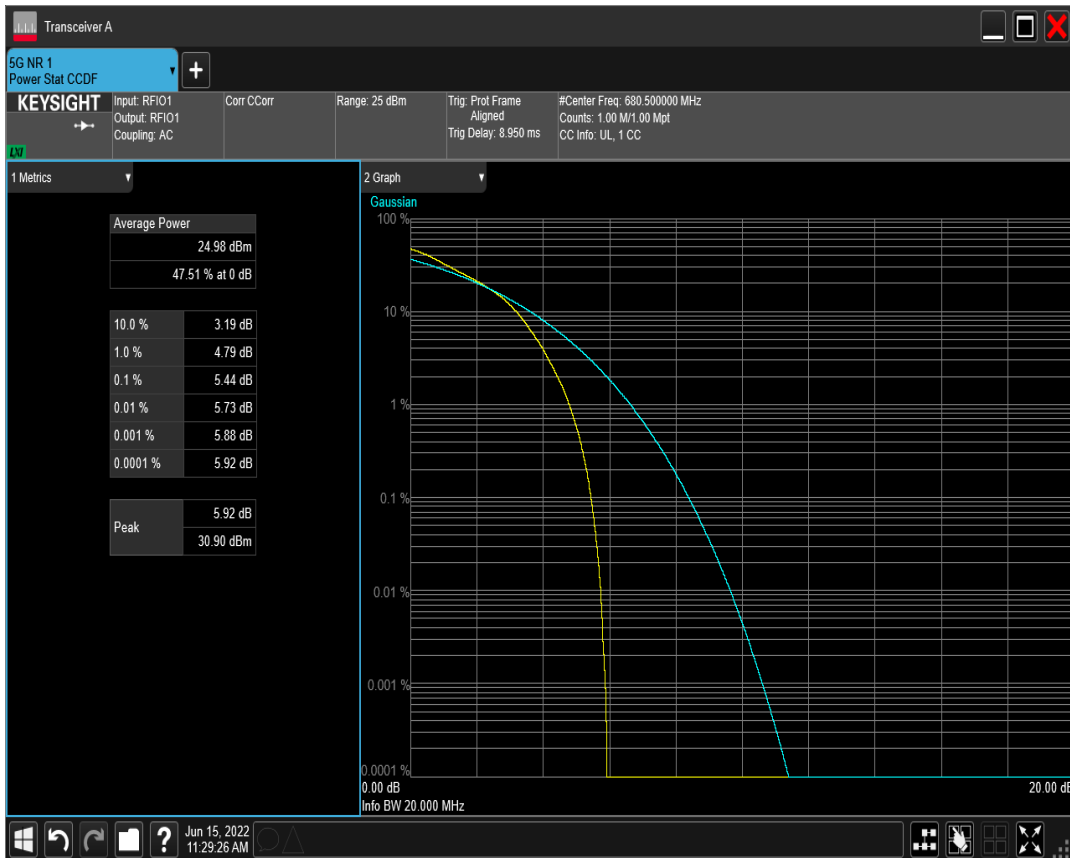 Transceiver A
5G NR 1
Power Stat CCDF
+
KEYSIGHT
LXI
Input: RFIO1
Output: RFIO1
Coupling: AC
Corr CCorr
Range: 25 dBm
Trig: Prot Frame
Aligned
Trig Delay: 8.950 ms
#Center Freq: 680.500000 MHz
Counts: 1.00 M/1.00 Mpt
CC Info: UL, 1 CC
1 Metrics
Average Power
24.98 dBm
47.51 % at 0 dB
10.0 % 3.19 dB
1.0 % 4.79 dB
0.1 % 5.44 dB
0.01 % 5.73 dB
0.001 % 5.88 dB
0.0001 % 5.92 dB
Peak 5.92 dB
30.90 dBm
2 Graph
Gaussian
100 %
10 %
1 %
0.1 %
0.01 %
0.001 %
0.0001 %
0.00 dB 20.00 dB
Info BW 20.000 MHz
?
Jun 15, 2022
11:29:26 AM